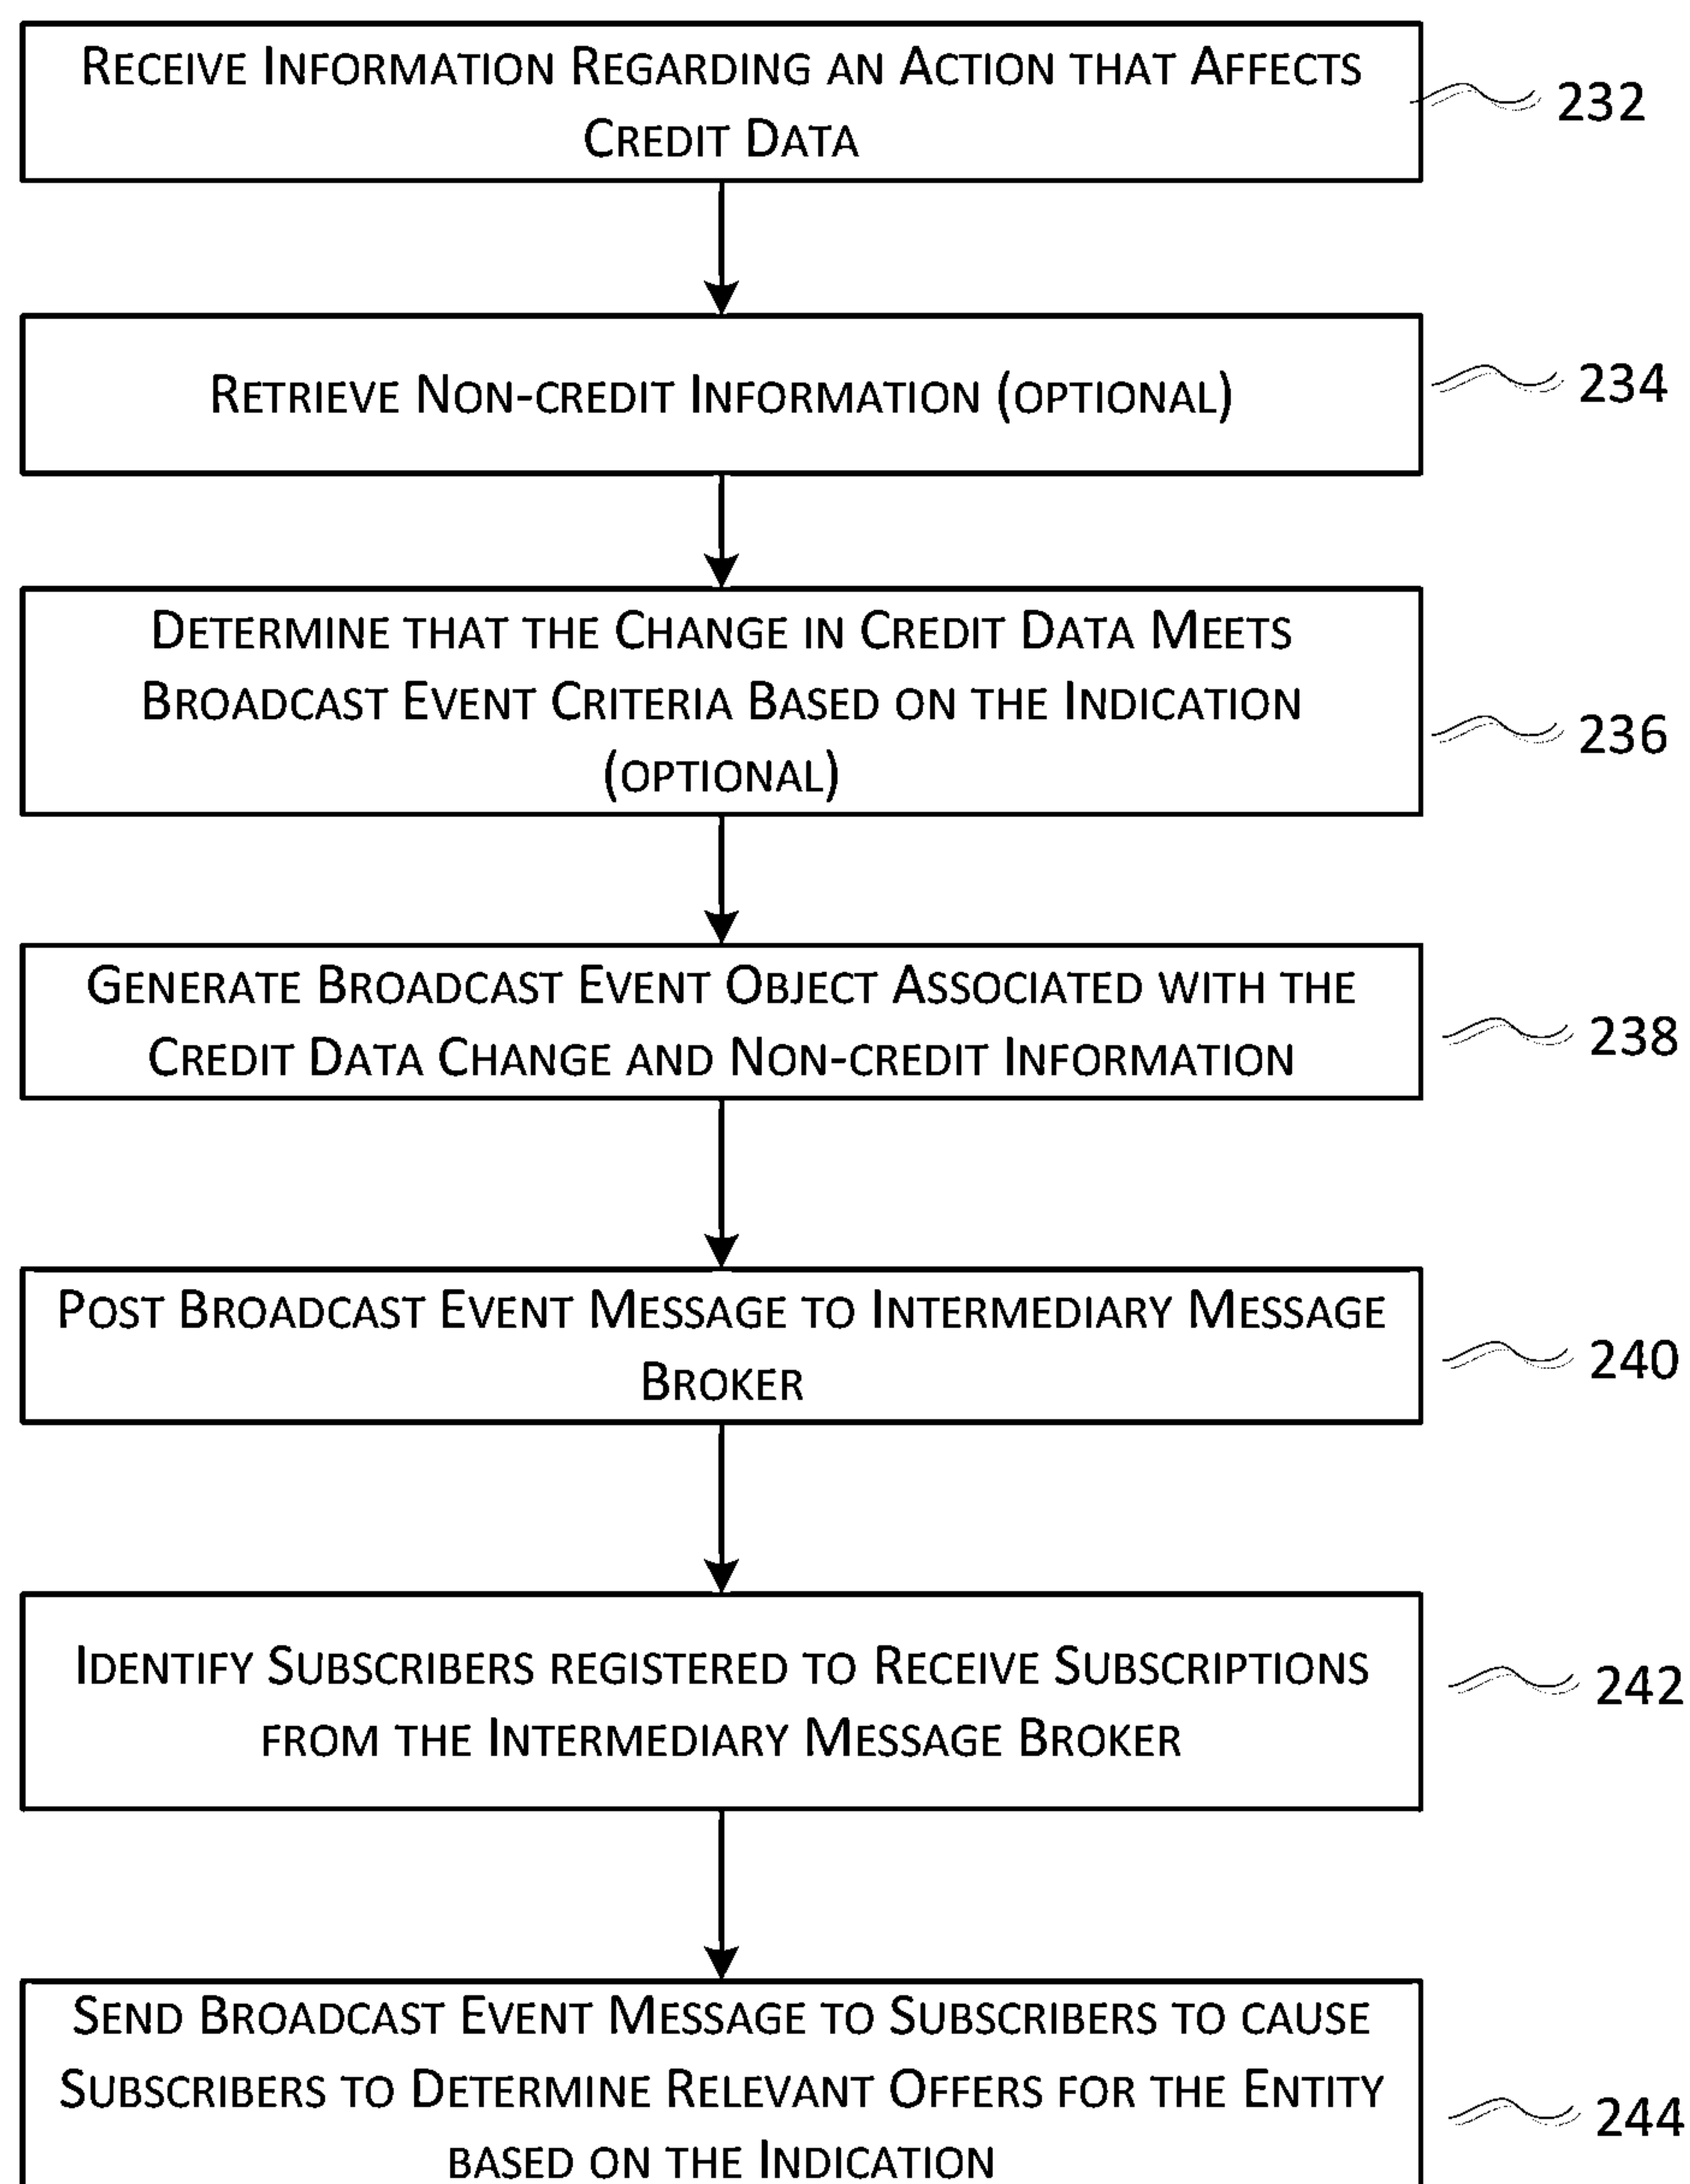 Receive Information Regarding an Action that Affects
Credit Data
232
Retrieve Non-credit Information (optional)
234
Determine that the Change in Credit Data Meets
Broadcast Event Criteria Based on the Indication
(optional)
236
Generate Broadcast Event Object Associated with the
Credit Data Change and Non-credit Information
238
Post Broadcast Event Message to Intermediary Message
Broker
240
Identify Subscribers registered to Receive Subscriptions
from the Intermediary Message Broker
242
Send Broadcast Event Message to Subscribers to cause
Subscribers to Determine Relevant Offers for the Entity
based on the Indication
244